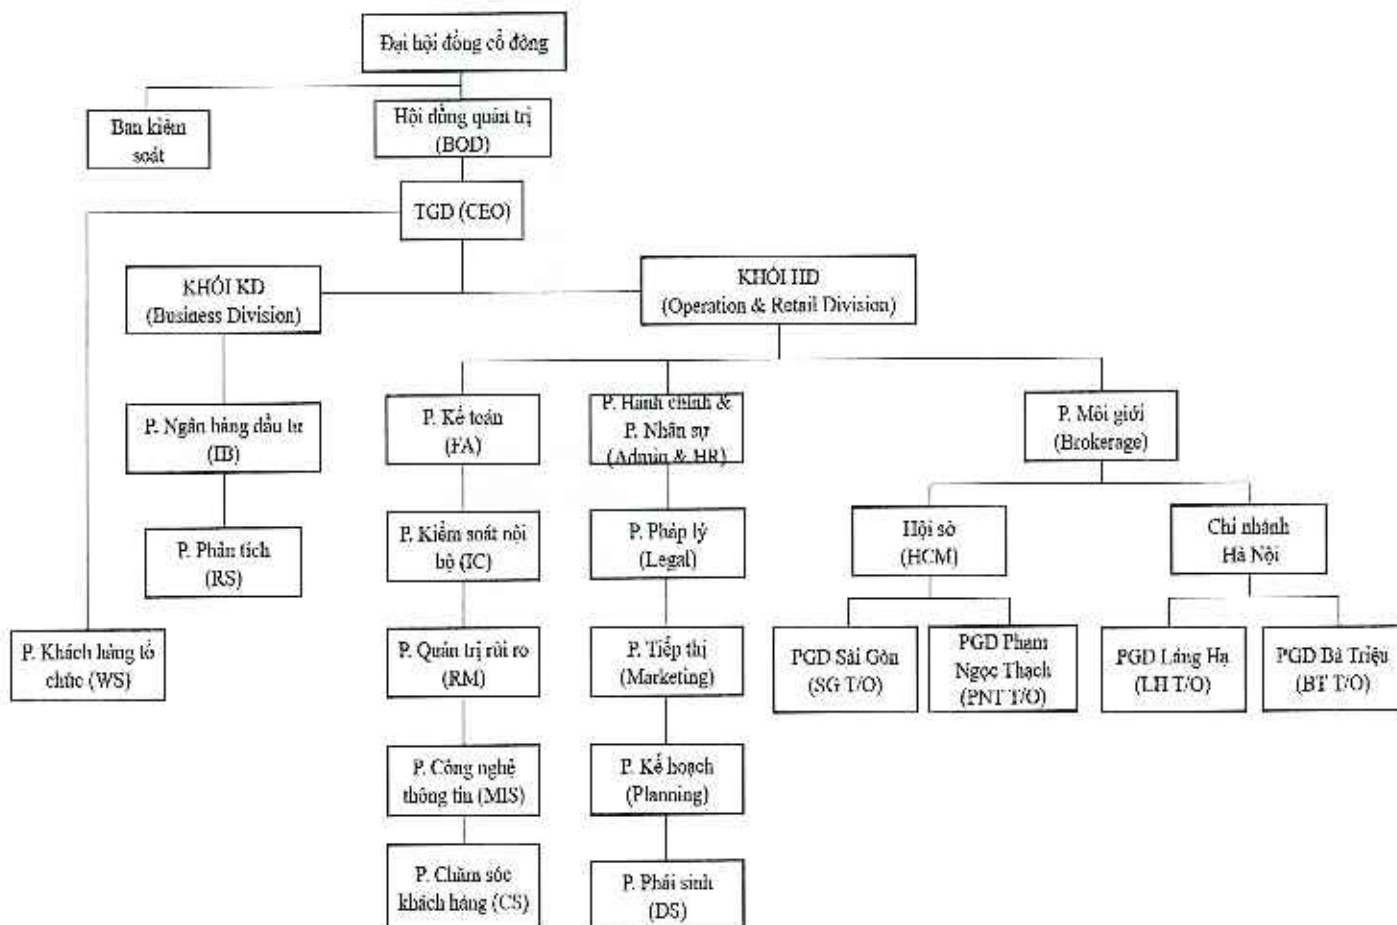 Đại hội đồng cổ đông
Ban kiểm
soát
Hội đồng quản trị
(BOD)
TGD (CEO)
KHỐI KD
(Business Division)
KHỐI HD
(Operation & Retail Division)
P. Ngân hàng đầu tư
(IB)
P. Phân tích
(RS)
P. Khách hàng tổ
chức (WS)
P. Kế toán
(FA)
P. Kiểm soát nội
bộ (IC)
P. Quản trị rủi ro
(RM)
P. Công nghệ
thông tin (MIS)
P. Chăm sóc
khách hàng (CS)
P. Hành chính &
P. Nhân sự
(Admin & HR)
P. Pháp lý
(Legal)
P. Tiếp thị
(Marketing)
P. Kế hoạch
(Planning)
P. Phái sinh
(DS)
P. Môi giới
(Brokerage)
Hội sở
(HCM)
Chi nhánh
Hà Nội
PGD Sài Gòn
(SG T/O)
PGD Phạm
Ngọc Thạch
(PNT T/O)
PGD Láng Hạ
(LH T/O)
PGD Bà Triệu
(BT T/O)